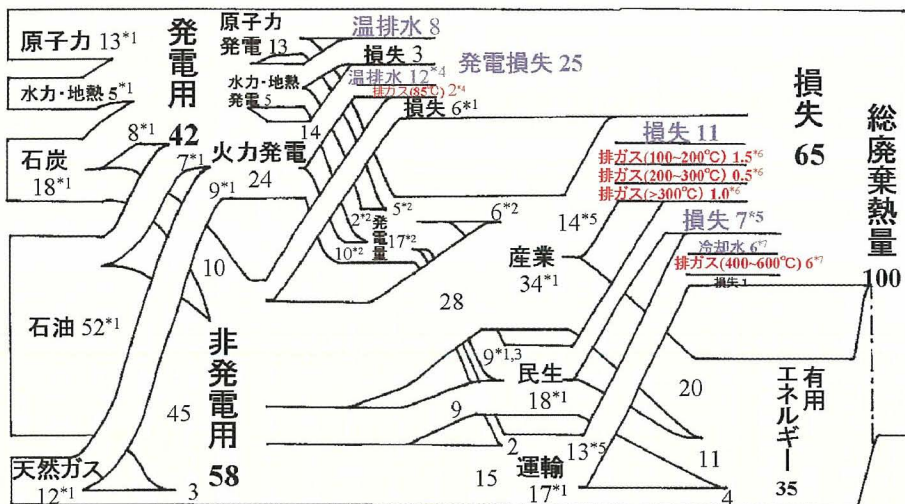 原子力 13*1
水力・地熱 5*1
石炭
18*1
石油 52*1
天然ガス
12*1
発電用
42
8*1
7*1
9*1
10
45
3
非発電用
58
原子力
発電 13
水力・地熱
発電 5
火力発電
24
14
温排水 8
損失 3
温排水 12*4
排ガス(85℃) 2*4
損失 6*1
発電損失 25
2*2
10*2
5*2
発電量
17*2
6*2
28
9*1,3
9
15
2
産業
34*1
14*5
民生
18*1
運輸
17*1
13*5
20
11
4
損失 11
排ガス(100~200℃) 1.5*6
排ガス(200~300℃) 0.5*6
排ガス(>300℃) 1.0*6
損失 7*5
冷却水 6*7
排ガス(400~600℃) 6*7
損失 1
損失
65
有用
エネルギー
35
総廃棄熱量
100